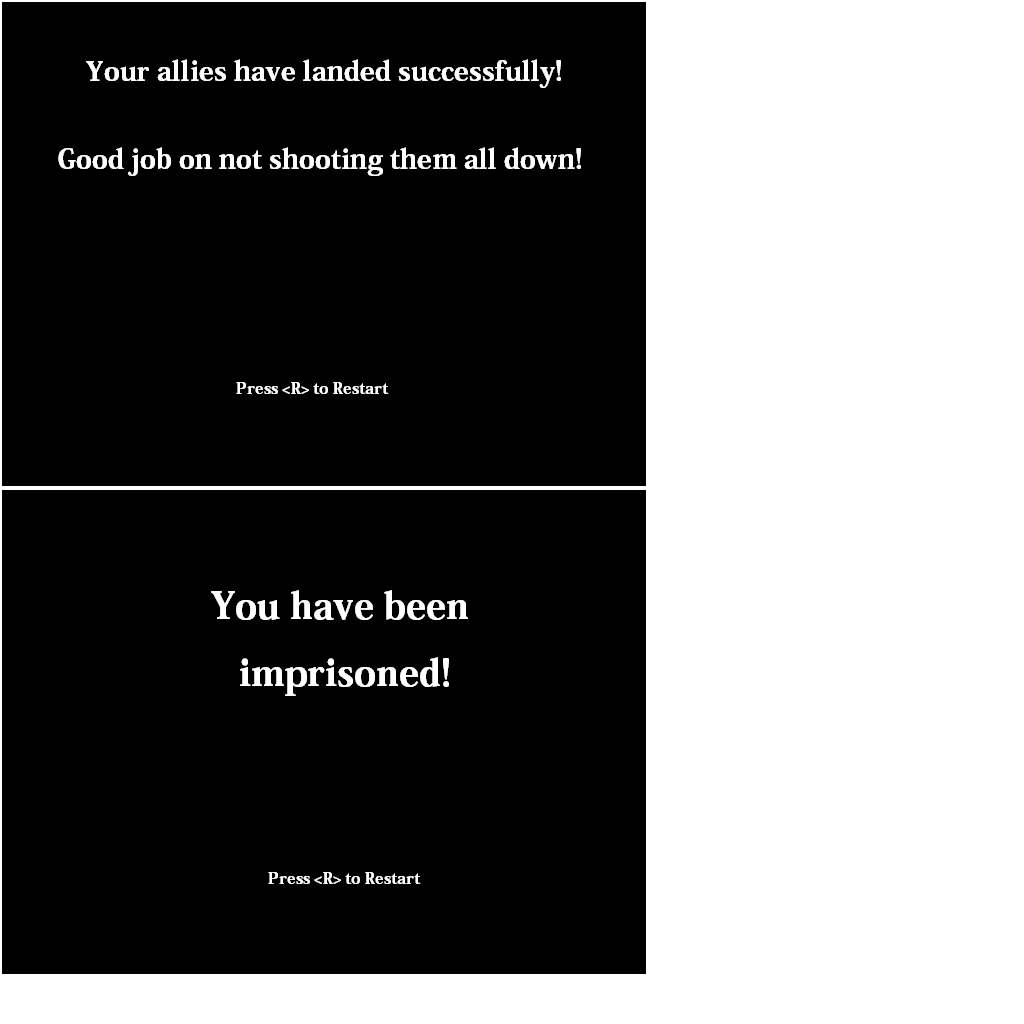 Your allies have landed successfully!
Good job on not shooting them all down!
Press <R> to Restart
You have been
imprisoned!
Press <R> to Restart